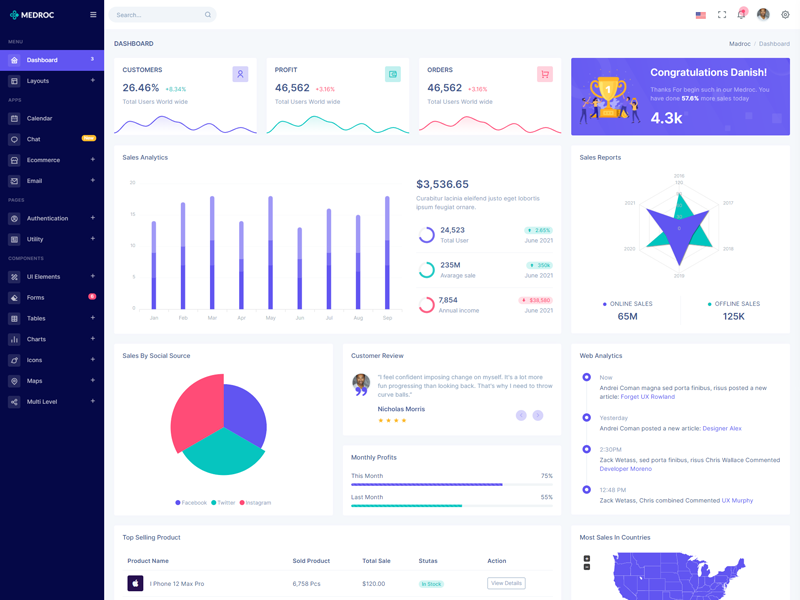 MEDROC
Search...
MENU
Dashboard
Layouts
APPS
Calendar
Chat
New
Ecommerce
Email
PAGES
Authentication
Utility
COMPONENTS
UI Elements
Forms
Tables
Charts
Icons
Maps
Multi Level
DASHBOARD
Medroc / Dashboard
CUSTOMERS
26.46% +8.34%
Total Users World wide
PROFIT
46,562 +3.16%
Total Users World wide
ORDERS
46,562 +3.16%
Total Users World wide
Congratulations Danish!
Thanks For begin such in our Medroc. You
have done 57.6% more sales today.
4.3k
1
Sales Analytics
20
15
10
5
0
Jan Feb Mar Apr May Jun Jul Aug Sep
$3,536.65
Curabitur lacinia eleifend justo eget lobortis
ipsum feugiat ornare.
24,523 2.65%
Total User June 2021
235M 300k
Avarage sale June 2021
7,854 $38,580
Annual income June 2021
Sales Reports
2016
2021 2017
2020 2018
2019
ONLINE SALES OFFLINE SALES
65M 125K
Sales By Social Source
Facebook Twitter Instagram
Customer Review
"I feel confident imposing change on myself. It's a lot more
fun progressing than looking back. That's why I need to throw
curve balls."
Nicholas Morris
Monthly Profits
This Month 75%
Last Month 55%
Web Analytics
Now
Andrei Coman magna sed porta finibus, risus posted a new
article: Forget UX Rowland
Yesterday
Andrei Coman posted a new article: Designer Alex
2:30PM
Zack Wetass, sed porta finibus, risus Chris Wallace Commented
Developer Moreno
12:48 PM
Zack Wetass, Chris combined Commented UX Murphy
Top Selling Product
Product Name Sold Product Total Sale Stutas Action
I Phone 12 Max Pro 6,758 Pcs $120.00 In Stock View Details
Most Sales In Countries